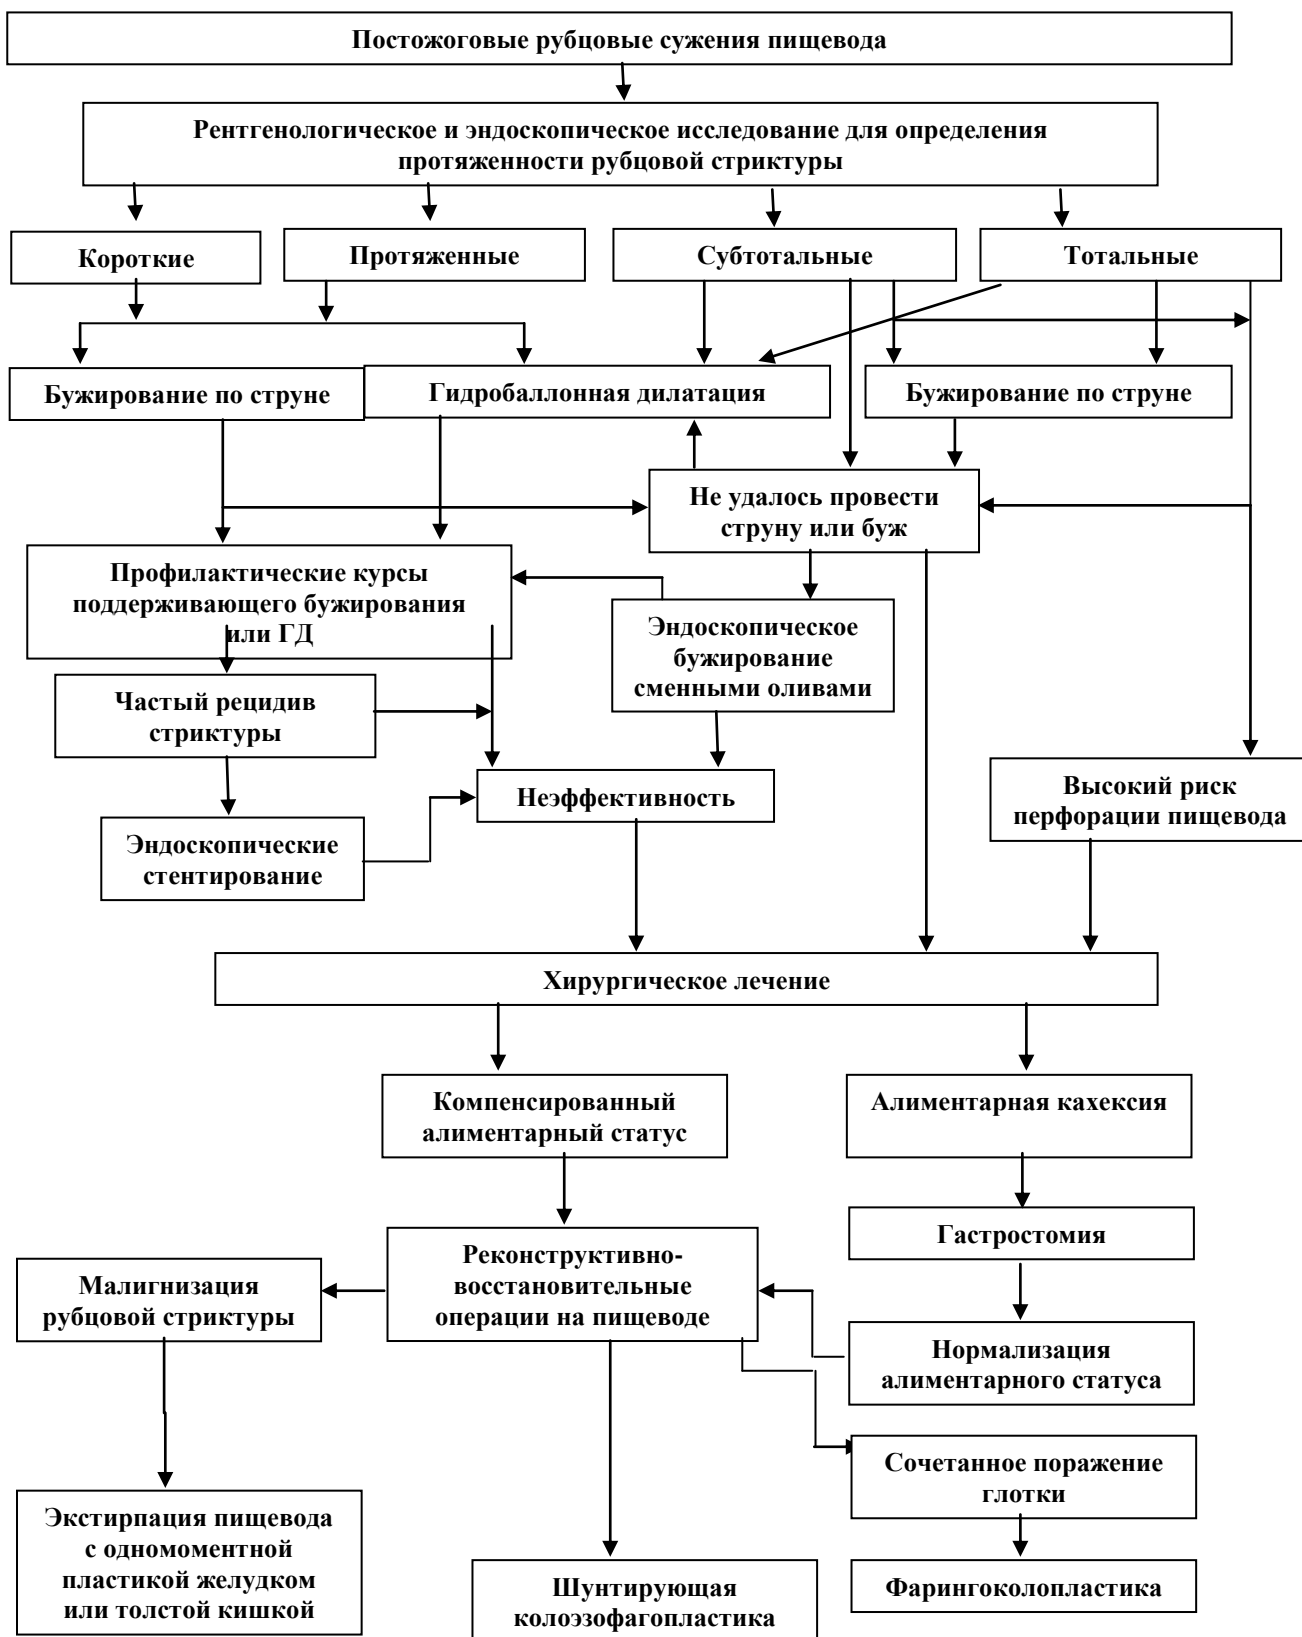 Постожоговые рубцовые сужения пищевода
Рентгенологическое и эндоскопическое исследование для определения
протяженности рубцовой стриктуры
Короткие
Протяженные
Субтотальные
Тотальные
Бужирование по струне
Гидробаллонная дилатация
Бужирование по струне
Не удалось провести
струну или буж
Профилактические курсы
поддерживающего бужирования
или ГД
Эндоскопическое
бужирование
сменными оливами
Частый рецидив
стриктуры
Неэффективность
Высокий риск
перфорации пищевода
Эндоскопические
стентирование
Хирургическое лечение
Компенсированный
алиментарный статус
Алиментарная кахексия
Гастростомия
Реконструктивно-
восстановительные
операции на пищеводе
Малигнизация
рубцовой стриктуры
Нормализация
алиментарного статуса
Сочетанное поражение
глотки
Экстирпация пищевода
с одномоментной
пластикой желудком
или толстой кишкой
Шунтирующая
колоэзофагопластика
Фарингоколопластика